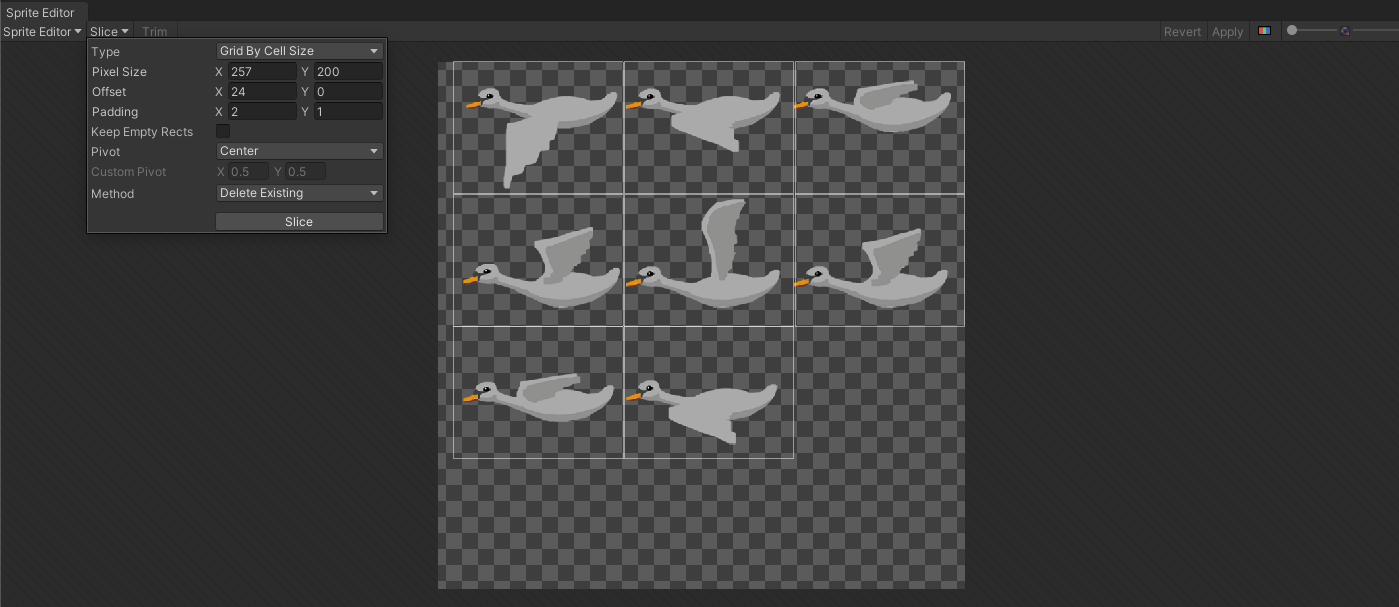 Sprite Editor
Sprite Editor Slice Trim Revert Apply
Type Grid By Cell Size
Pixel Size X 257 Y 200
Offset X 24 Y 0
Padding X 2 Y 1
Keep Empty Rects
Pivot Center
Custom Pivot X 0.5 Y 0.5
Method Delete Existing
Slice